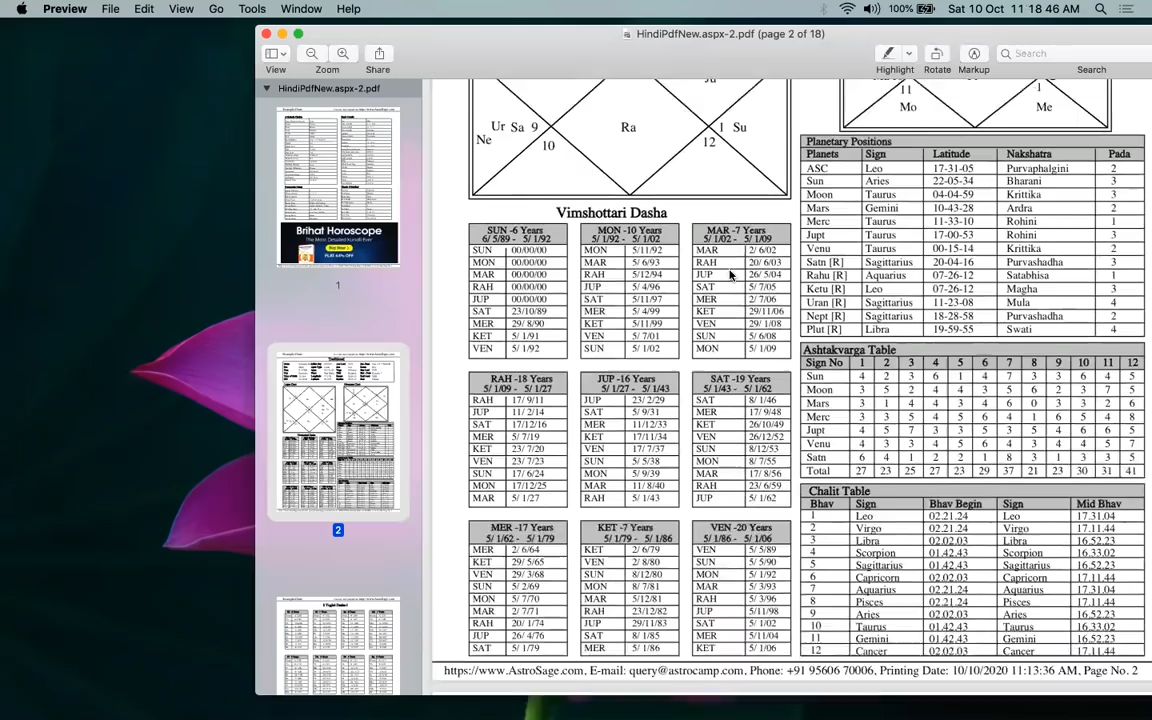 Preview File Edit View Go Tools Window Help 100% Sat 10 Oct 11 18 46 AM
HindiPdfNew.aspx-2.pdf (page 2 of 18)
View Zoom Share Highlight Rotate Markup Search
Search
HindiPdfNew.aspx-2.pdf
Brihat Horoscope
1
2
11 Mo
1 Me
Ur Sa 9 Ne
10
Ra
1 Su
12
Vimshottari Dasha
SUN -6 Years
6/ 5/89 - 5/ 1/92
SUN 00/00/00
MON 00/00/00
MAR 00/00/00
RAH 00/00/00
JUP 00/00/00
SAT 23/10/89
MER 29/ 8/90
KET 5/ 1/91
VEN 5/ 1/92
MON -10 Years
5/ 1/92 - 5/ 1/02
MON 5/11/92
MAR 5/ 6/93
RAH 5/12/94
JUP 5/ 4/96
SAT 5/11/97
MER 5/ 4/99
KET 5/11/99
VEN 5/ 7/01
SUN 5/ 1/02
MAR -7 Years
5/ 1/02 - 5/ 1/09
MAR 2/ 6/02
RAH 20/ 6/03
JUP 26/ 5/04
SAT 5/ 7/05
MER 2/ 7/06
KET 29/11/06
VEN 29/ 1/08
SUN 5/ 6/08
MON 5/ 1/09
RAH -18 Years
5/ 1/09 - 5/ 1/27
RAH 17/ 9/11
JUP 11/ 2/14
SAT 17/12/16
MER 5/ 7/19
KET 23/ 7/20
VEN 23/ 7/23
SUN 17/ 6/24
MON 17/12/25
MAR 5/ 1/27
JUP -16 Years
5/ 1/27 - 5/ 1/43
JUP 23/ 2/29
SAT 5/ 9/31
MER 11/12/33
KET 17/11/34
VEN 17/ 7/37
SUN 5/ 5/38
MON 5/ 9/39
MAR 11/ 8/40
RAH 5/ 1/43
SAT -19 Years
5/ 1/43 - 5/ 1/62
SAT 8/ 1/46
MER 17/ 9/48
KET 26/10/49
VEN 26/12/52
SUN 8/12/53
MON 8/ 7/55
MAR 17/ 8/56
RAH 23/ 6/59
JUP 5/ 1/62
MER -17 Years
5/ 1/62 - 5/ 1/79
MER 2/ 6/64
KET 29/ 5/65
VEN 29/ 3/68
SUN 5/ 2/69
MON 5/ 7/70
MAR 2/ 7/71
RAH 20/ 1/74
JUP 26/ 4/76
SAT 5/ 1/79
KET -7 Years
5/ 1/79 - 5/ 1/86
KET 2/ 6/79
VEN 2/ 8/80
SUN 8/12/80
MON 8/ 7/81
MAR 5/12/81
RAH 23/12/82
JUP 29/11/83
SAT 8/ 1/85
MER 5/ 1/86
VEN -20 Years
5/ 1/86 - 5/ 1/06
VEN 5/ 5/89
SUN 5/ 5/90
MON 5/ 1/92
MAR 5/ 3/93
RAH 5/ 3/96
JUP 5/11/98
SAT 5/ 1/02
MER 5/11/04
KET 5/ 1/06
Planetary Positions
Planets Sign Latitude Nakshatra Pada
ASC Leo 17-31-05 Purvaphalgini 2
Sun Aries 22-05-34 Bharani 3
Moon Taurus 04-04-59 Krittika 3
Mars Gemini 10-43-28 Ardra 2
Merc Taurus 11-33-10 Rohini 1
Jupt Taurus 17-00-53 Rohini 3
Venu Taurus 00-15-14 Krittika 2
Satn [R] Sagittarius 20-04-16 Purvashadha 3
Rahu [R] Aquarius 07-26-12 Satabhisa 1
Ketu [R] Leo 07-26-12 Magha 3
Uran [R] Sagittarius 11-23-08 Mula 4
Nept [R] Sagittarius 18-28-58 Purvashadha 2
Plut [R] Libra 19-59-55 Swati 4
Ashtakvarga Table
Sign No 1 2 3 4 5 6 7 8 9 10 11 12
Sun 4 2 3 6 1 4 7 3 3 6 4 5
Moon 3 5 2 4 4 3 5 6 2 3 7 5
Mars 3 1 4 4 3 4 6 0 3 3 2 6
Merc 3 3 5 4 5 6 4 1 6 5 4 8
Jupt 4 5 7 3 3 5 3 5 4 6 6 5
Venu 4 3 3 4 5 6 4 3 4 4 5 7
Satn 6 4 1 2 2 1 8 3 1 3 3 5
Total 27 23 25 27 23 29 37 21 23 30 31 41
Chalit Table
Bhav Sign Bhav Begin Sign Mid Bhav
1 Leo 02.21.24 Leo 17.31.04
2 Virgo 02.21.24 Virgo 17.11.44
3 Libra 02.02.03 Libra 16.52.23
4 Scorpion 01.42.43 Scorpion 16.33.02
5 Sagittarius 01.42.43 Sagittarius 16.52.23
6 Capricorn 02.02.03 Capricorn 17.11.44
7 Aquarius 02.21.24 Aquarius 17.31.04
8 Pisces 02.21.24 Pisces 17.11.44
9 Aries 02.02.03 Aries 16.52.23
10 Taurus 01.42.43 Taurus 16.33.02
11 Gemini 01.42.43 Gemini 16.52.23
12 Cancer 02.02.03 Cancer 17.11.44
https://www.AstroSage.com, E-mail: query@astrocamp.com, Phone: +91 95606 70006, Printing Date: 10/10/2020 11:13:36 AM, Page No. 2